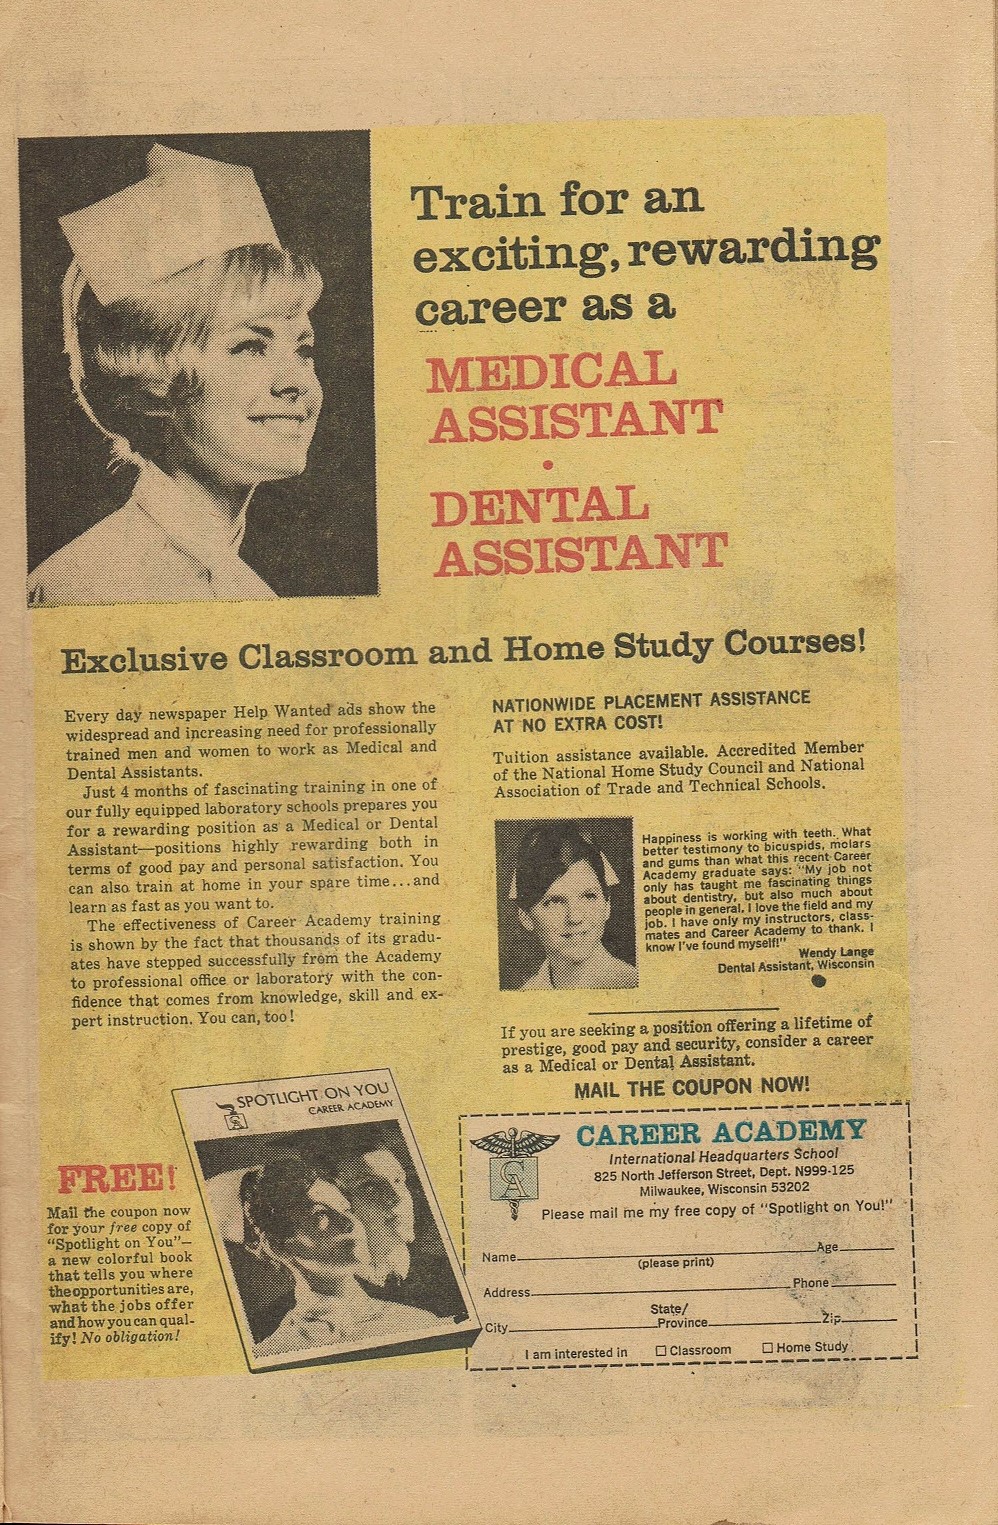 Train for an
exciting, rewarding
career as a
MEDICAL
ASSISTANT
•
DENTAL
ASSISTANT
Exclusive Classroom and Home Study Courses!
Every day newspaper Help Wanted ads show the
widespread and increasing need for professionally
trained men and women to work as Medical and
Dental Assistants.
Just 4 months of fascinating training in one of
our fully equipped laboratory schools prepares you
for a rewarding position as a Medical or Dental
Assistant—positions highly rewarding both in
terms of good pay and personal satisfaction. You
can also train at home in your spare time...and
learn as fast as you want to.
The effectiveness of Career Academy training
is shown by the fact that thousands of its gradu-
ates have stepped successfully from the Academy
to professional office or laboratory with the con-
fidence that comes from knowledge, skill and ex-
pert instruction. You can, too!
NATIONWIDE PLACEMENT ASSISTANCE
AT NO EXTRA COST!
Tuition assistance available. Accredited Member
of the National Home Study Council and National
Association of Trade and Technical Schools.
Happiness is working with teeth. What
better testimony to bicuspids, molars
and gums than what this recent Career
Academy graduate says: "My job not
only has taught me fascinating things
about dentistry, but also much about
people in general. I love the field and my
job. I have only my instructors, class-
mates and Career Academy to thank. I
know I've found myself!"
Wendy Lange
Dental Assistant, Wisconsin
If you are seeking a position offering a lifetime of
prestige, good pay and security, consider a career
as a Medical or Dental Assistant.
MAIL THE COUPON NOW!
SPOTLIGHT ON YOU
CAREER ACADEMY
CA
FREE!
Mail the coupon now
for your free copy of
"Spotlight on You"—
a new colorful book
that tells you where
the opportunities are,
what the jobs offer
and how you can qual-
ify! No obligation!
CA
CAREER ACADEMY
International Headquarters School
825 North Jefferson Street, Dept. N999-125
Milwaukee, Wisconsin 53202
Please mail me my free copy of "Spotlight on You!"
Name Age
(please print)
Address Phone
City State/Province Zip
I am interested in ☐ Classroom ☐ Home Study